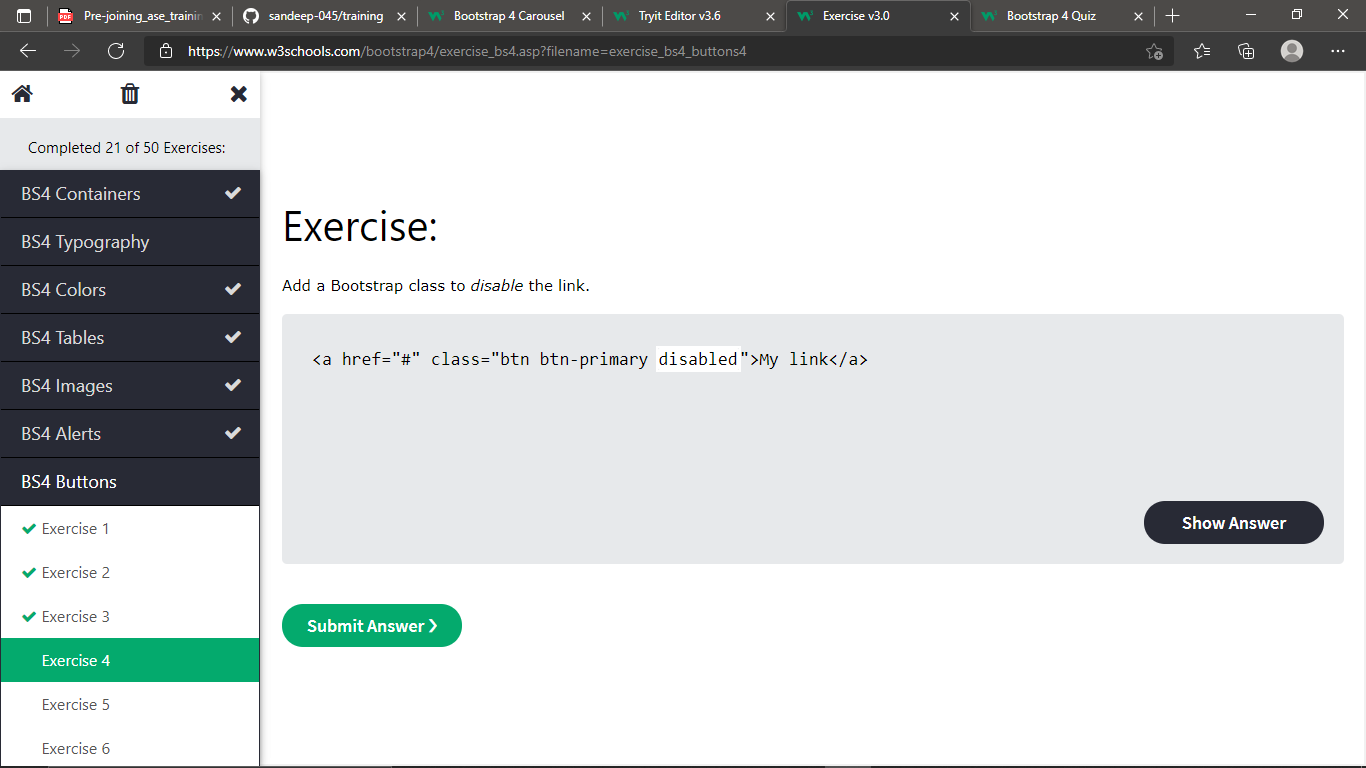 Pre-joining_ase_trainin
sandeep-045/training
Bootstrap 4 Carousel
Tryit Editor v3.6
Exercise v3.0
Bootstrap 4 Quiz
https://www.w3schools.com/bootstrap4/exercise_bs4.asp?filename=exercise_bs4_buttons4
Completed 21 of 50 Exercises:
BS4 Containers
BS4 Typography
BS4 Colors
BS4 Tables
BS4 Images
BS4 Alerts
BS4 Buttons
Exercise 1
Exercise 2
Exercise 3
Exercise 4
Exercise 5
Exercise 6
Exercise:
Add a Bootstrap class to disable the link.
<a href="#" class="btn btn-primary disabled">My link</a>
Show Answer
Submit Answer ❯